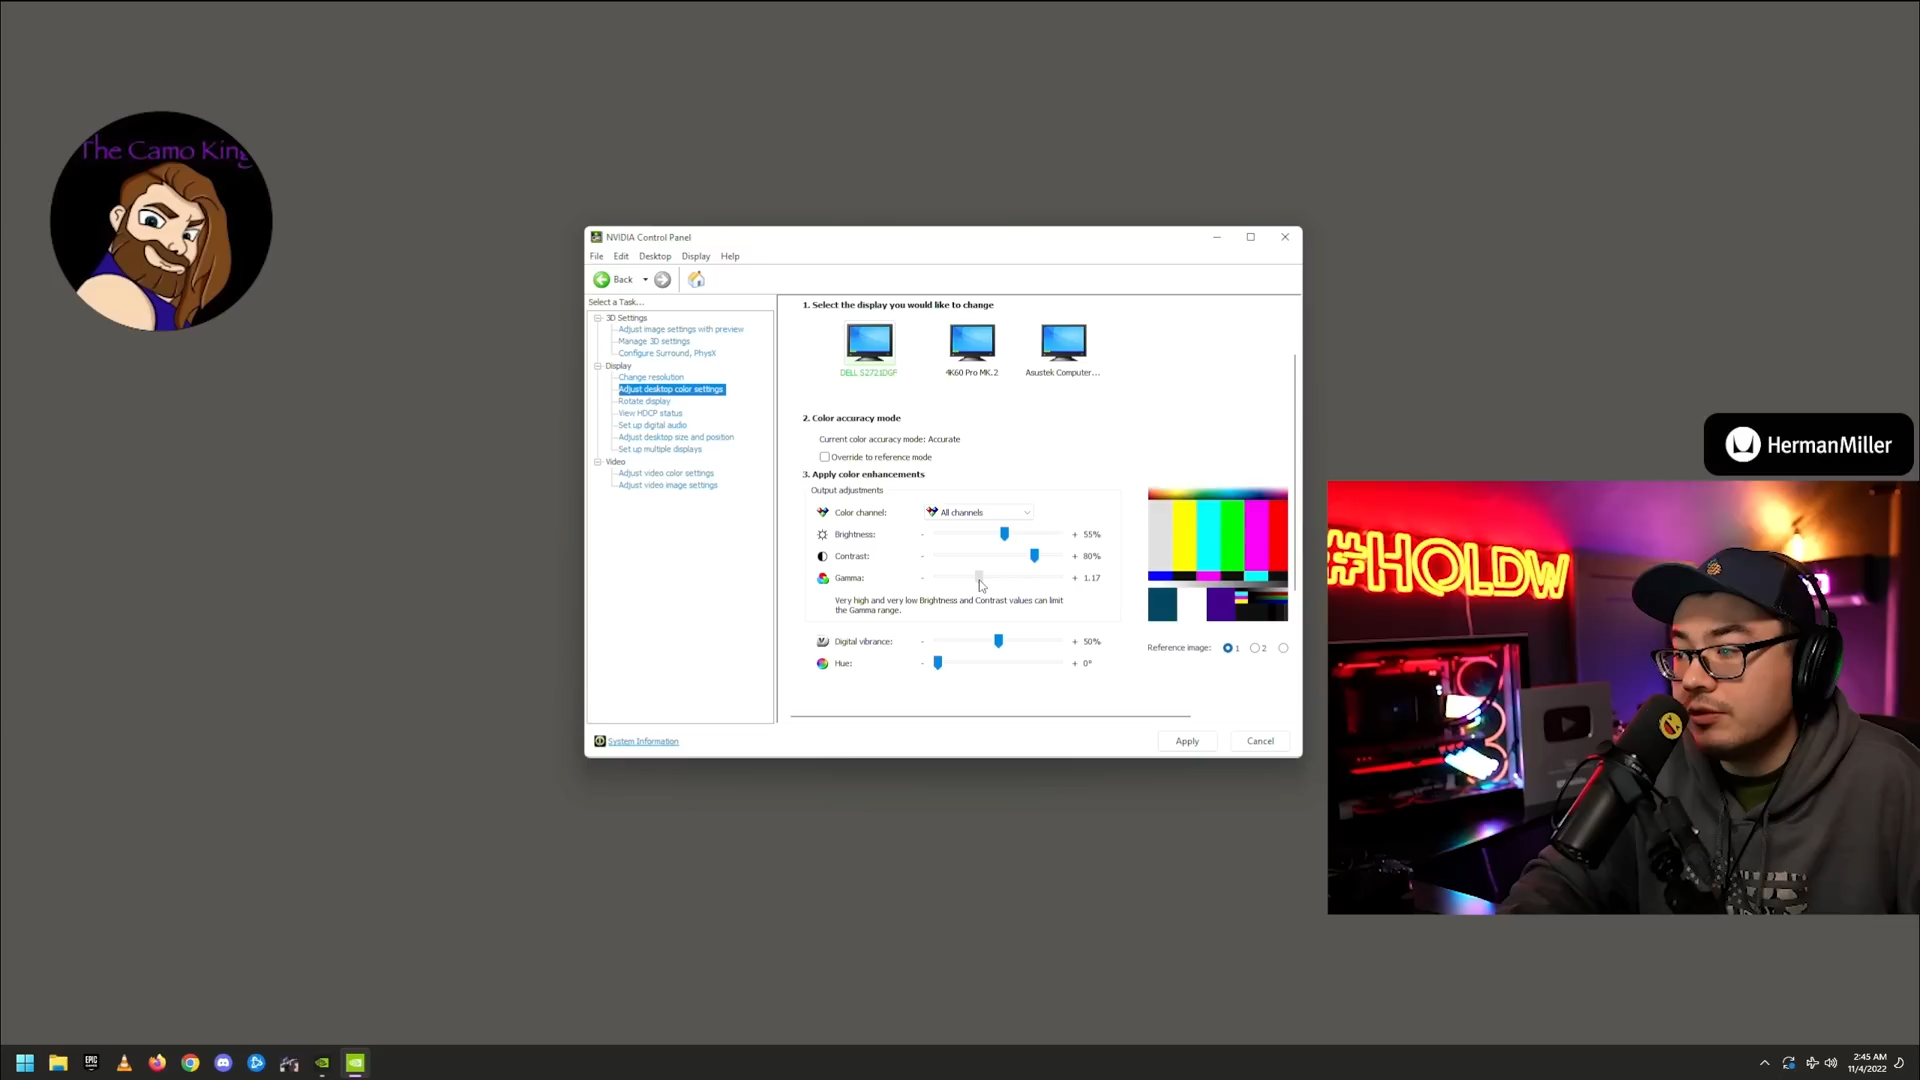 The Camo King
NVIDIA Control Panel
File Edit Desktop Display Help
Back
Select a Task...
3D Settings
Adjust image settings with preview
Manage 3D settings
Configure Surround, PhysX
Display
Change resolution
Adjust desktop color settings
Rotate display
View HDCP status
Set up digital audio
Adjust desktop size and position
Set up multiple displays
Video
Adjust video color settings
Adjust video image settings
System Information
1. Select the display you would like to change
DELL S2721DGF 4K60 Pro MK.2 Asustek Computer...
2. Color accuracy mode
Current color accuracy mode: Accurate
Override to reference mode
3. Apply color enhancements
Output adjustments
Color channel: All channels
Brightness: - + 55%
Contrast: - + 80%
Gamma: - + 1.17
Very high and very low Brightness and Contrast values can limit
the Gamma range.
Digital vibrance: - + 50%
Hue: - + 0°
Reference image: 1 2
Apply Cancel
HermanMiller
#HOLDW
EPIC
GAMES
2:45 AM
11/4/2022